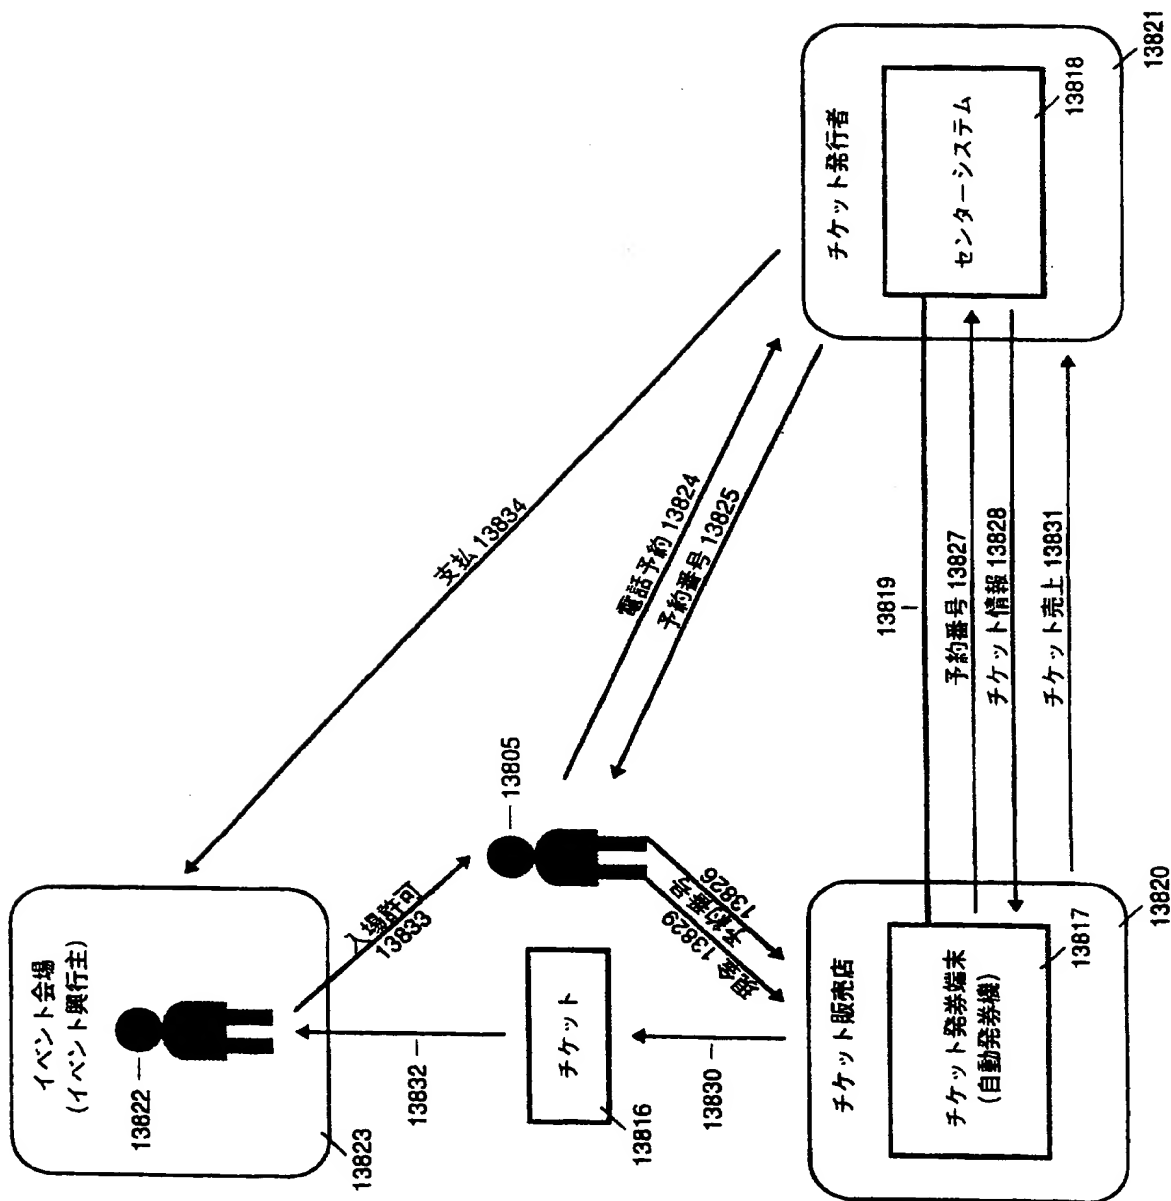 イベント会場
(イベント興行主)
13822
13823
入場許可
13833
支払 13834
13832
チケット
13816
13830
13805
電話予約 13824
予約番号 13825
予約番号
13826
現金
13829
チケット販売店
チケット発券端末
(自動発券機)
13817
13820
13819
予約番号 13827
チケット情報 13828
チケット売上 13831
チケット発行者
センターシステム
13818
13821